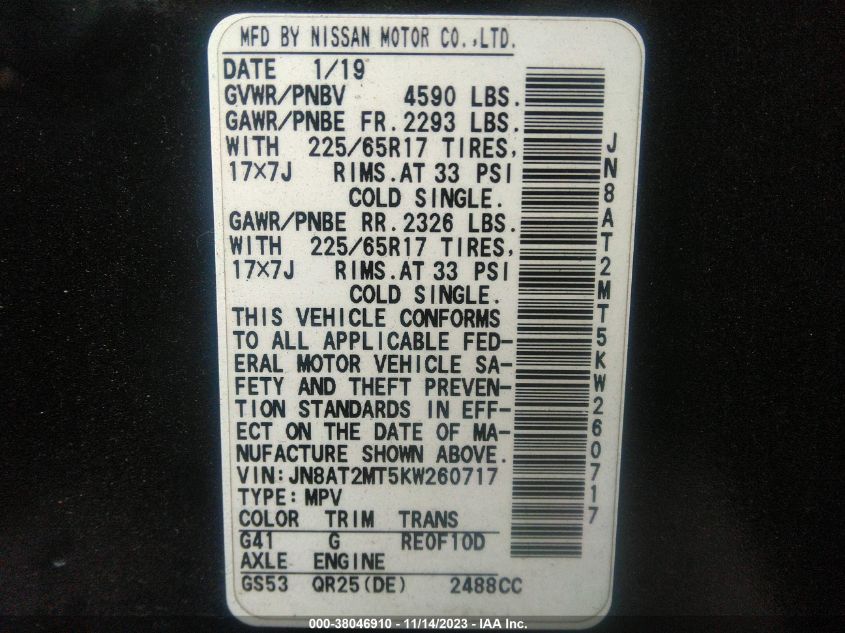 MFD BY NISSAN MOTOR CO.,LTD.
DATE 1/19
GVWR/PNBV 4590 LBS.
GAWR/PNBE FR. 2293 LBS.
WITH 225/65R17 TIRES,
17×7J RIMS. AT 33 PSI
COLD SINGLE.
GAWR/PNBE RR. 2326 LBS.
WITH 225/65R17 TIRES,
17×7J RIMS. AT 33 PSI
COLD SINGLE.
THIS VEHICLE CONFORMS
TO ALL APPLICABLE FED-
ERAL MOTOR VEHICLE SA-
FETY AND THEFT PREVEN-
TION STANDARDS IN EFF-
ECT ON THE DATE OF MA-
NUFACTURE SHOWN ABOVE.
VIN: JN8AT2MT5KW260717
TYPE: MPV
COLOR TRIM TRANS
G41 G RE0F10D
AXLE ENGINE
GS53 QR25(DE) 2488CC
JN8AT2MT5KW260717
000-38046910 - 11/14/2023 - IAA Inc.